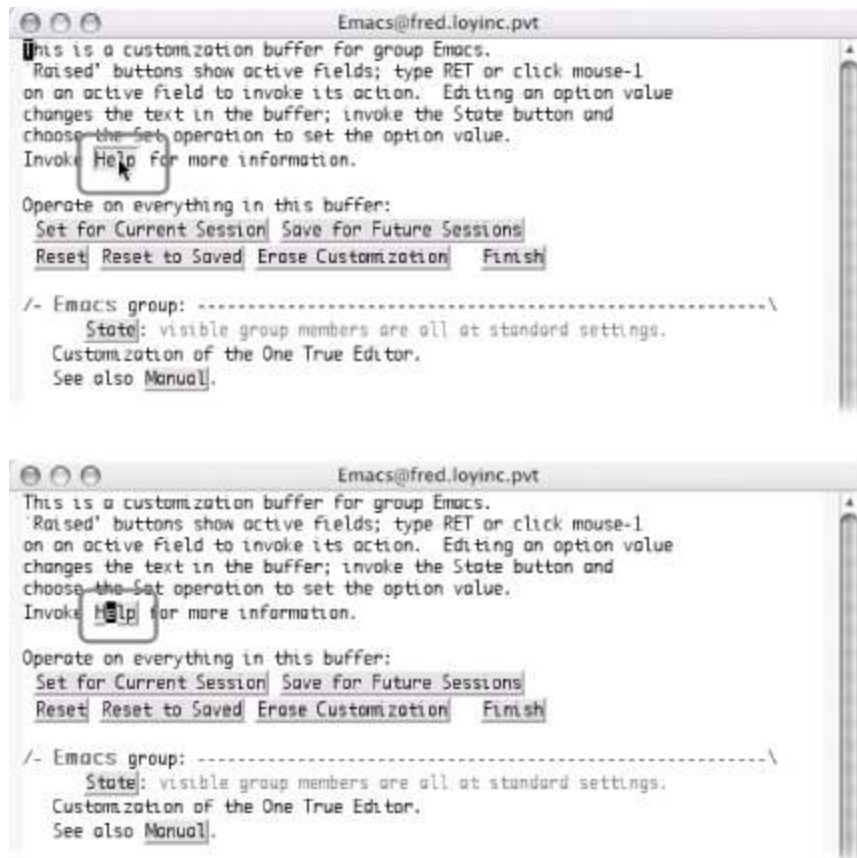 Emacs@fred.loyinc.pvt
This is a customization buffer for group Emacs.
`Raised' buttons show active fields; type RET or click mouse-1
on an active field to invoke its action.  Editing an option value
changes the text in the buffer; invoke the State button and
choose the Set operation to set the option value.
Invoke Help for more information.
Operate on everything in this buffer:
Set for Current Session Save for Future Sessions
Reset Reset to Saved Erase Customization Finish
/- Emacs group: ---------------------------------------------------------------\
State: visible group members are all at standard settings.
Customization of the One True Editor.
See also Manual.
Emacs@fred.loyinc.pvt
This is a customization buffer for group Emacs.
`Raised' buttons show active fields; type RET or click mouse-1
on an active field to invoke its action.  Editing an option value
changes the text in the buffer; invoke the State button and
choose the Set operation to set the option value.
Invoke Help for more information.
Operate on everything in this buffer:
Set for Current Session Save for Future Sessions
Reset Reset to Saved Erase Customization Finish
/- Emacs group: ---------------------------------------------------------------\
State: visible group members are all at standard settings.
Customization of the One True Editor.
See also Manual.